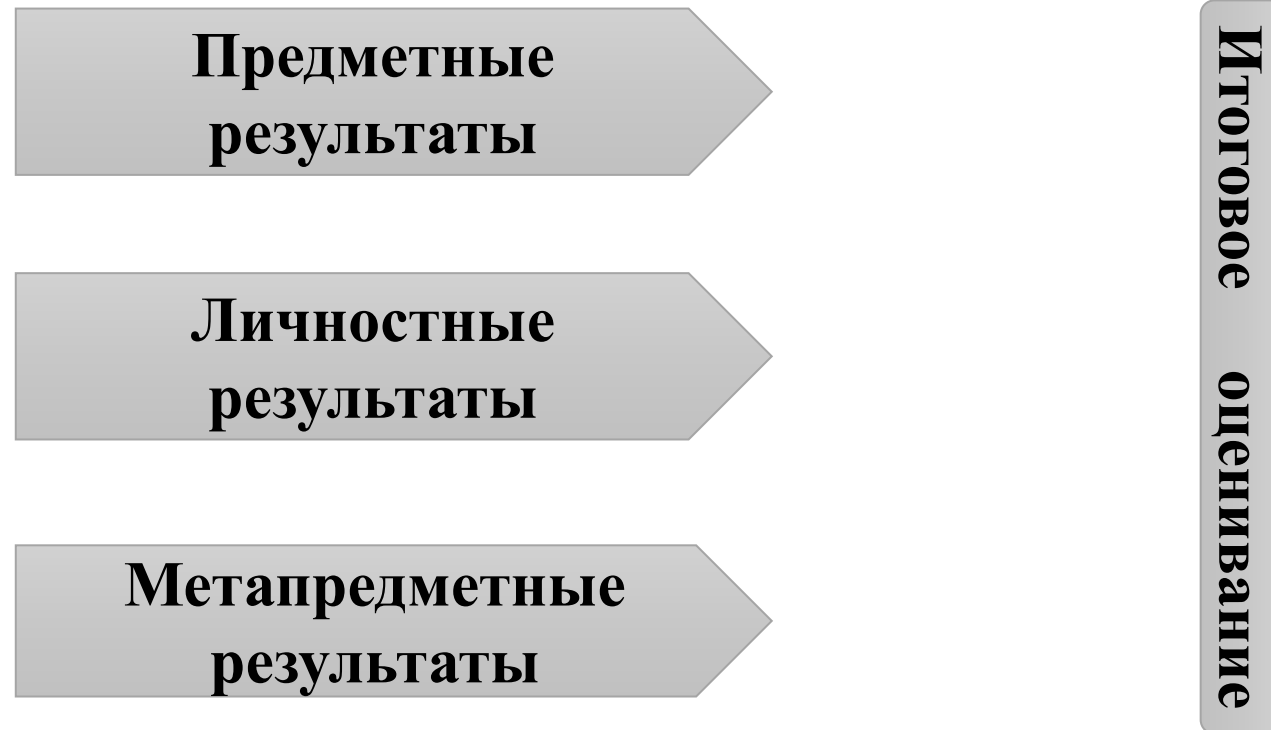 Предметные
результаты
Личностные
результаты
Метапредметные
результаты
Итоговое оценивание